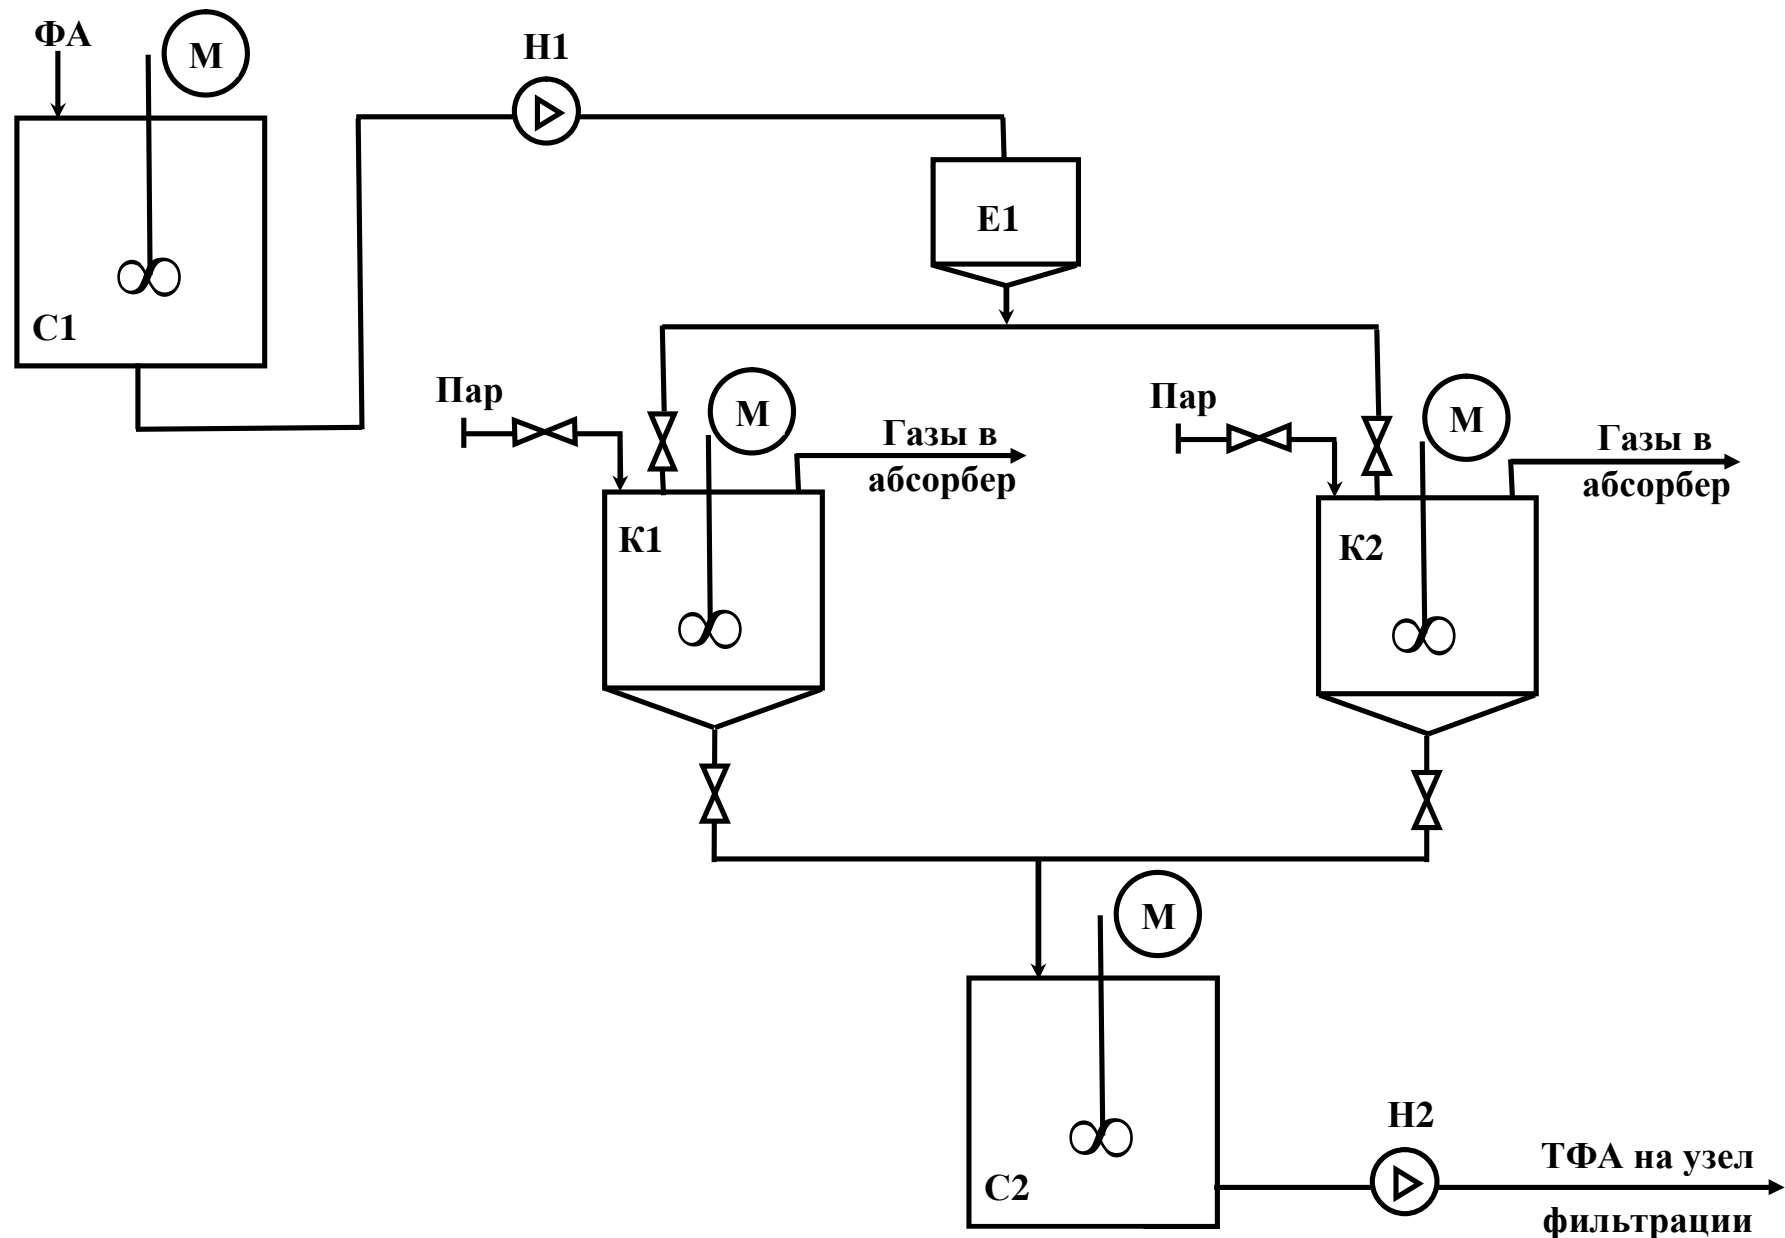 ФА
М
Н1
Е1
С1
Пар
М
Газы в
абсорбер
К1
Пар
М
Газы в
абсорбер
К2
М
С2
Н2
ТФА на узел
фильтрации